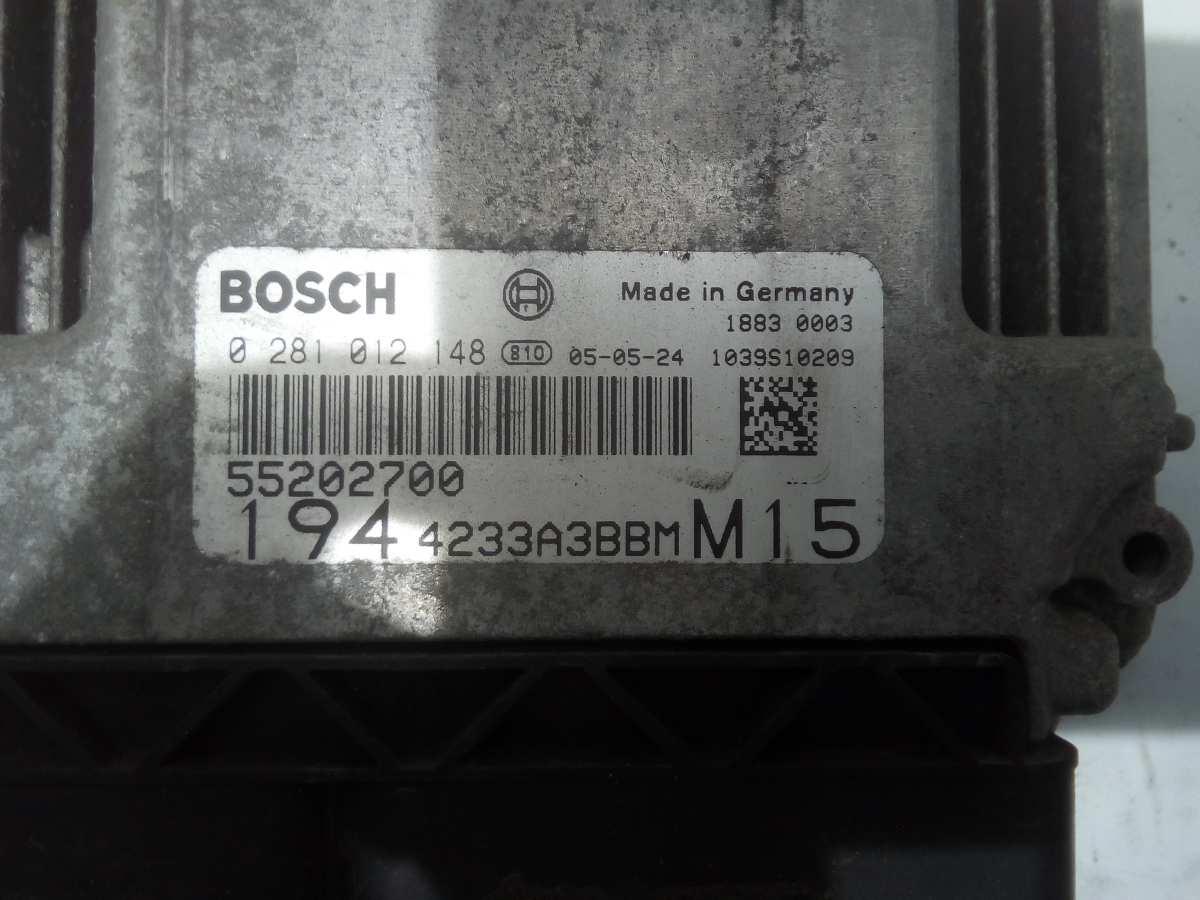 BOSCH Made in Germany
1883 0003
0 281 012 148 810 05-05-24 1039S10209
55202700
194 4233A3BBM M15